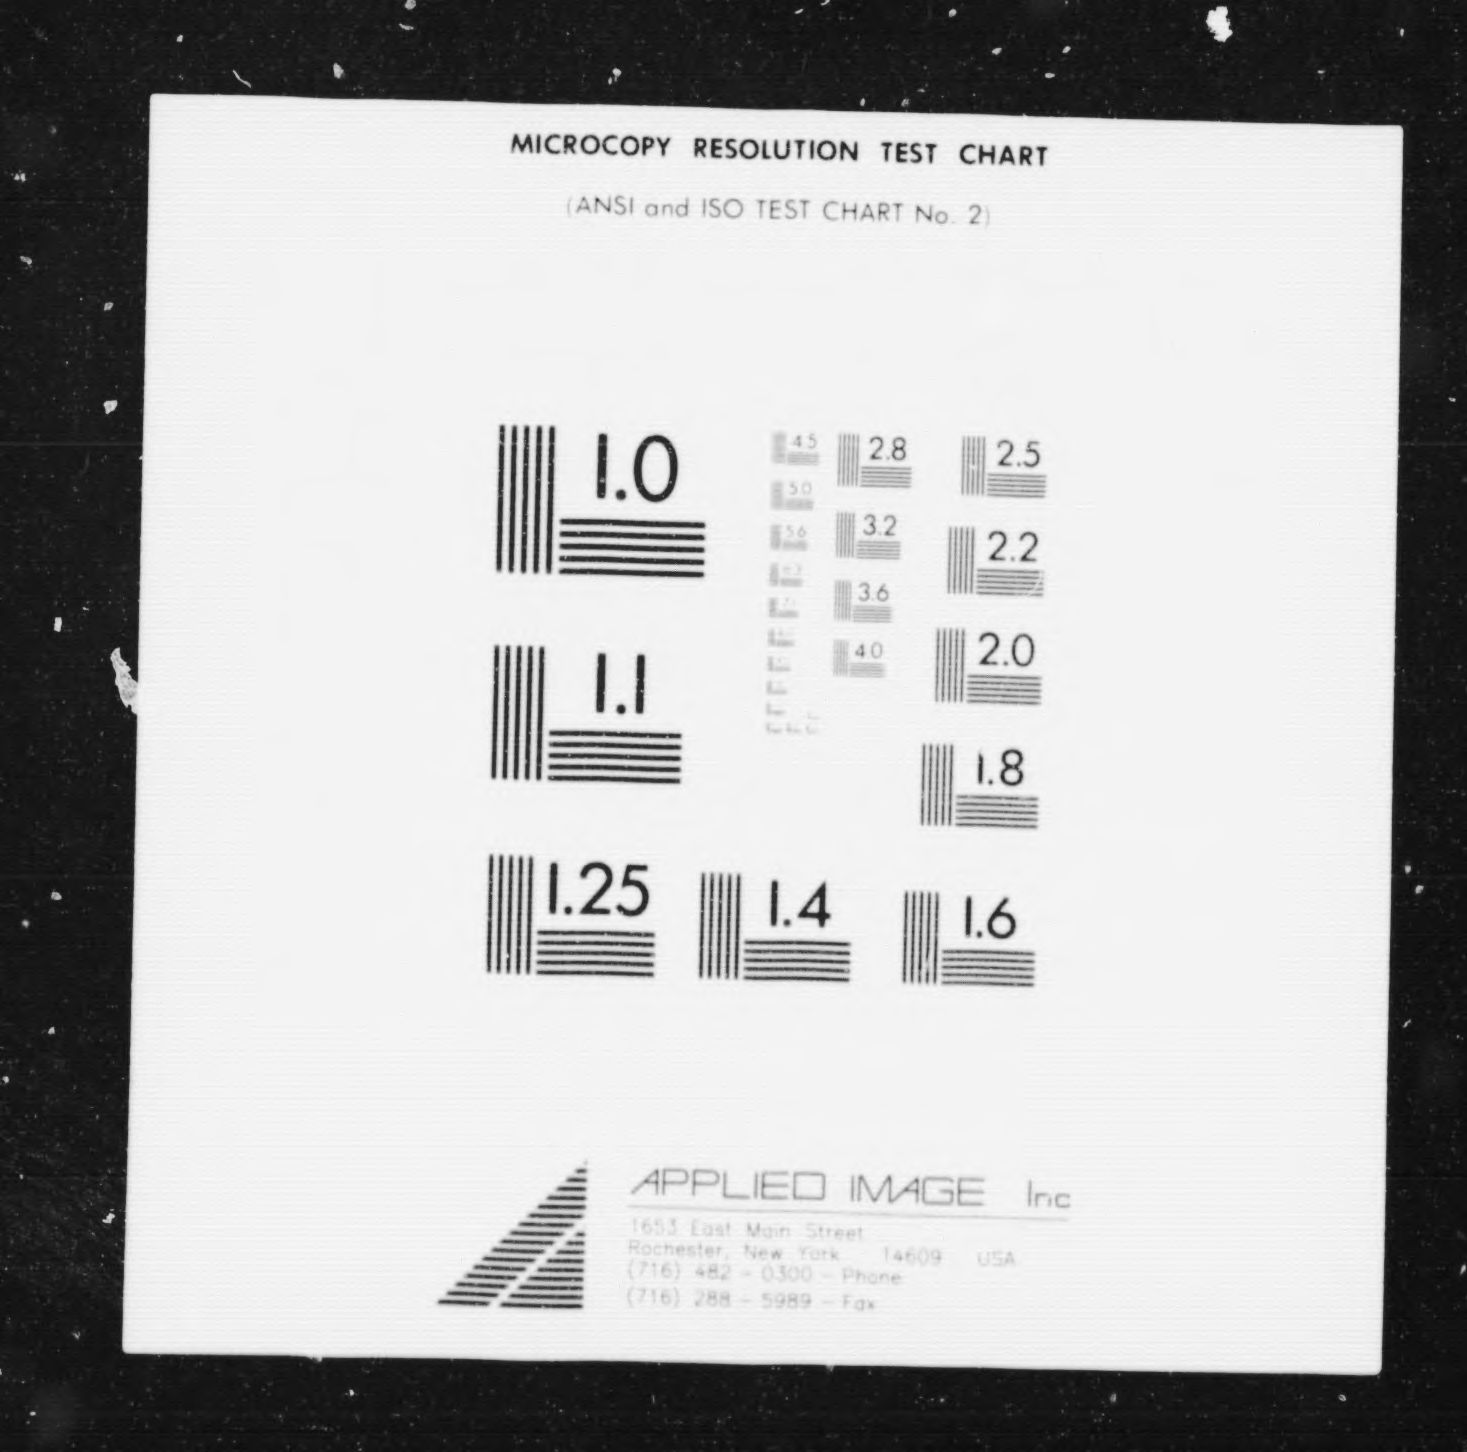 MICROCOPY RESOLUTION TEST CHART
(ANSI and ISO TEST CHART No. 2)
1.0
1.1
1.25
1.4
1.6
1.8
2.0
2.2
2.5
2.8
3.2
3.6
4.0
4.5
5.0
5.6
APPLIED IMAGE Inc
1653 East Main Street
Rochester, New York 14609 USA
(716) 482 - 0300 - Phone
(716) 288 - 5989 - Fax